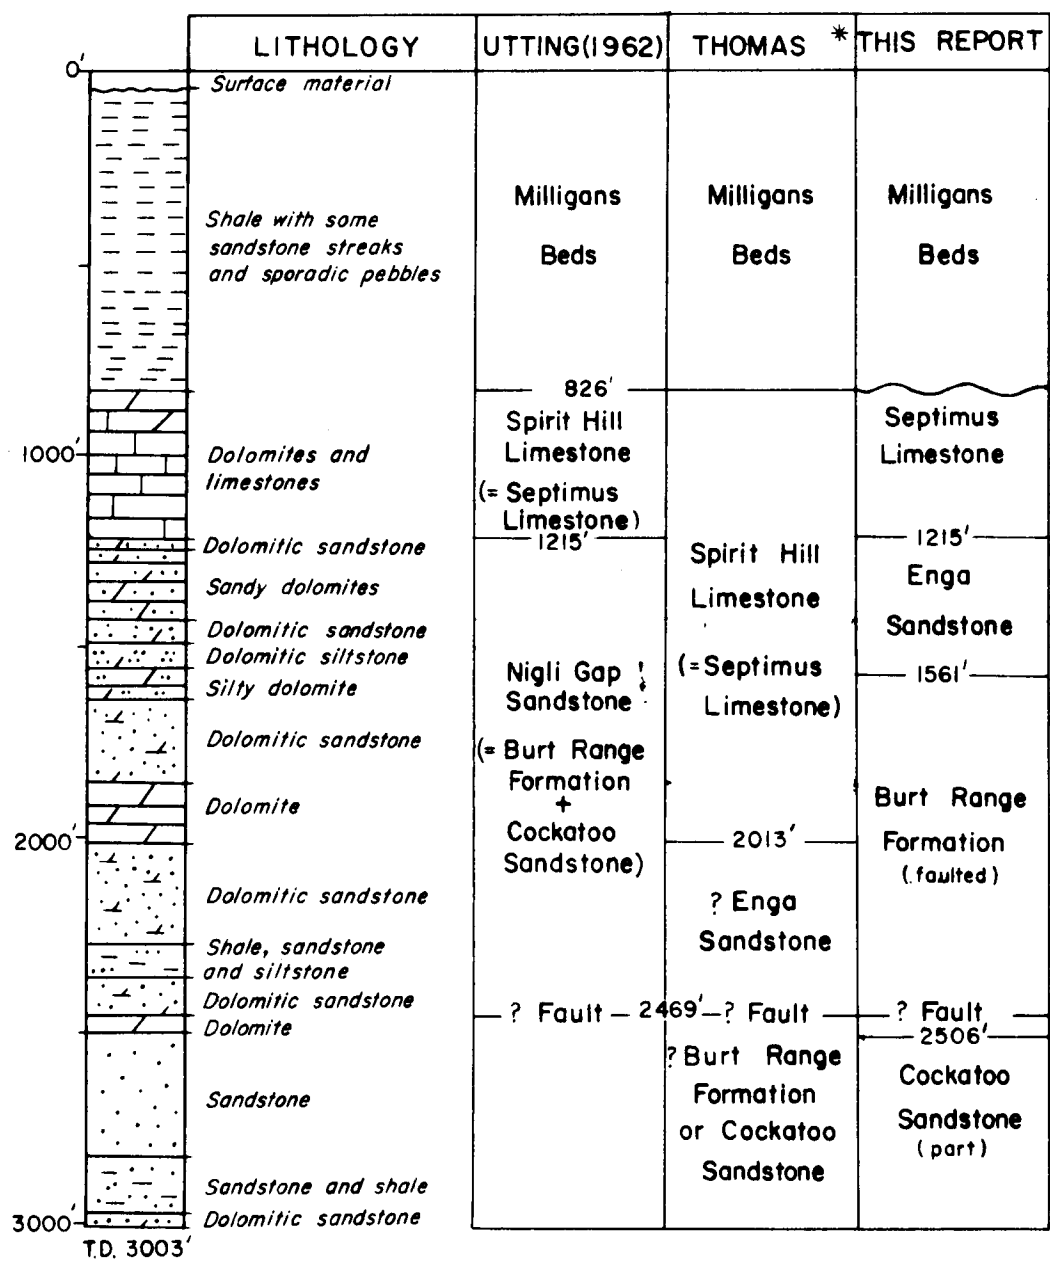 LITHOLOGY UTTING(1962) THOMAS * THIS REPORT
0'
Surface material
Shale with some
sandstone streaks
and sporadic pebbles
Dolomites and
limestones
Dolomitic sandstone
Sandy dolomites
Dolomitic sandstone
Dolomitic siltstone
Silty dolomite
Dolomitic sandstone
Dolomite
Dolomitic sandstone
Shale, sandstone
and siltstone
Dolomitic sandstone
Dolomite
Sandstone
Sandstone and shale
Dolomitic sandstone
1000'
2000'
3000'
T.D. 3003'
Milligans
Beds
826'
Spirit Hill
Limestone
(= Septimus
Limestone)
1215'
Nigli Gap
Sandstone
(= Burt Range
Formation
+
Cockatoo
Sandstone)
? Fault
2469'
Milligans
Beds
Spirit Hill
Limestone
(=Septimus
Limestone)
2013'
? Enga
Sandstone
? Fault
? Burt Range
Formation
or Cockatoo
Sandstone
Milligans
Beds
Septimus
Limestone
1215'
Enga
Sandstone
1561'
Burt Range
Formation
(faulted)
? Fault
2506'
Cockatoo
Sandstone
(part)